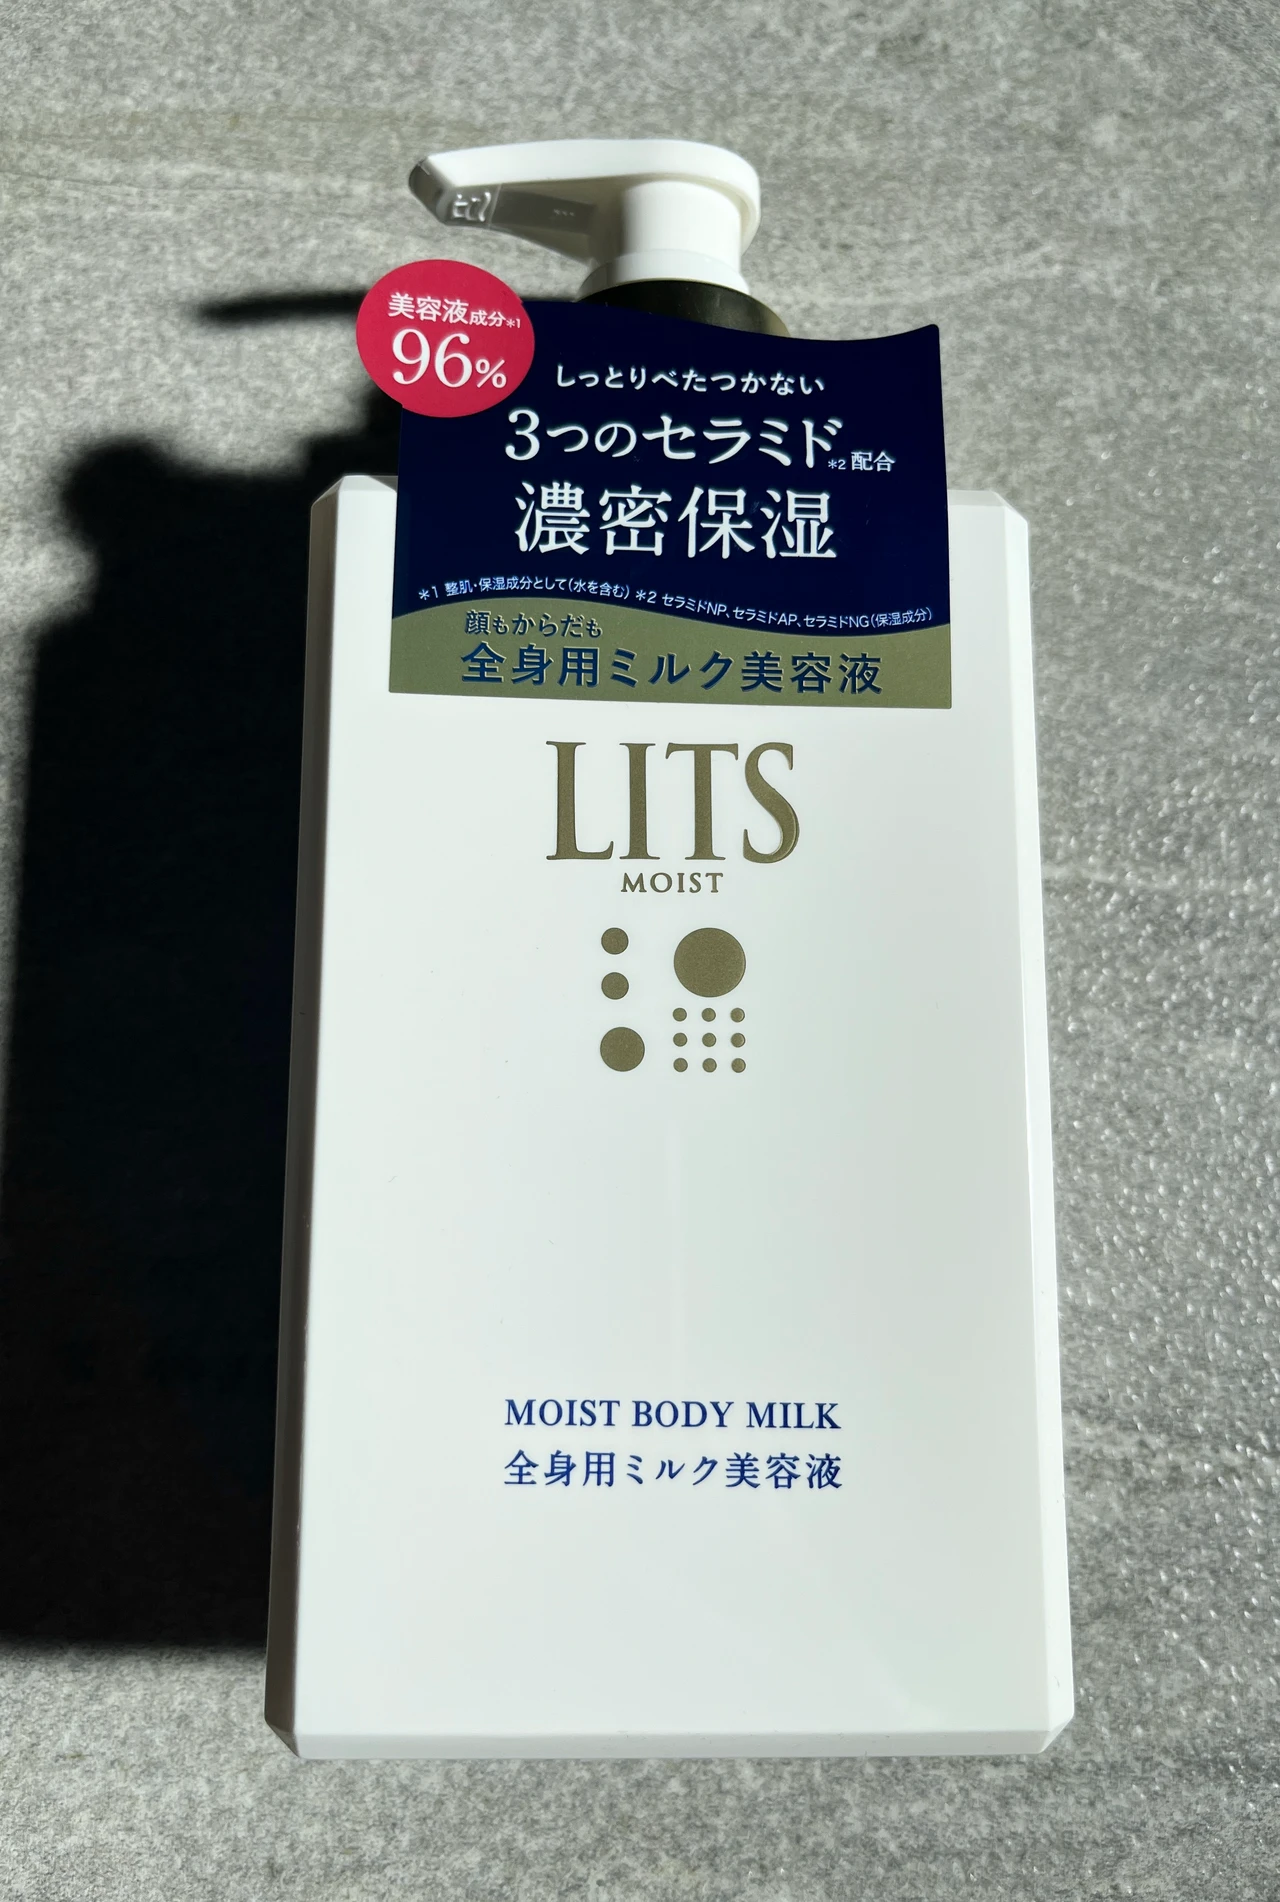 美容液成分*1
96%
しっとりべたつかない
3つのセラミド*2配合
濃密保湿
*1 整肌・保湿成分として(水を含む) *2 セラミドNP、セラミドAP、セラミドNG(保湿成分)
顔もからだも
全身用ミルク美容液
LITS
MOIST
MOIST BODY MILK
全身用ミルク美容液